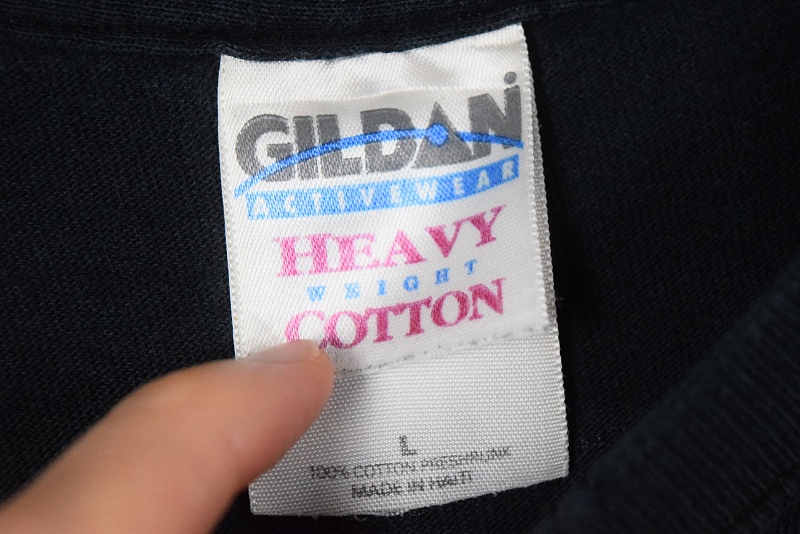 GILDAN
ACTIVEWEAR
HEAVY
WEIGHT
COTTON
L
100% COTTON PRESHRUNK
MADE IN HAITI